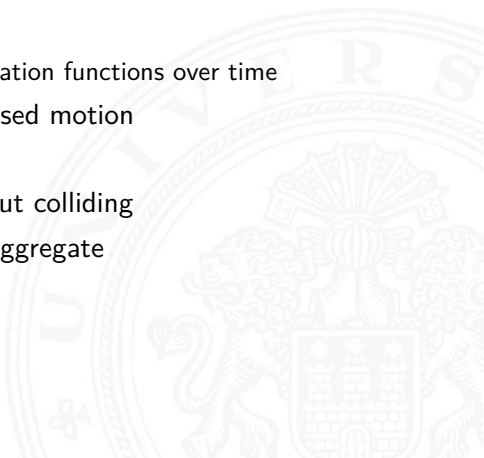 ation functions over time
sed motion
ut colliding
ggregate
U N I V E R S